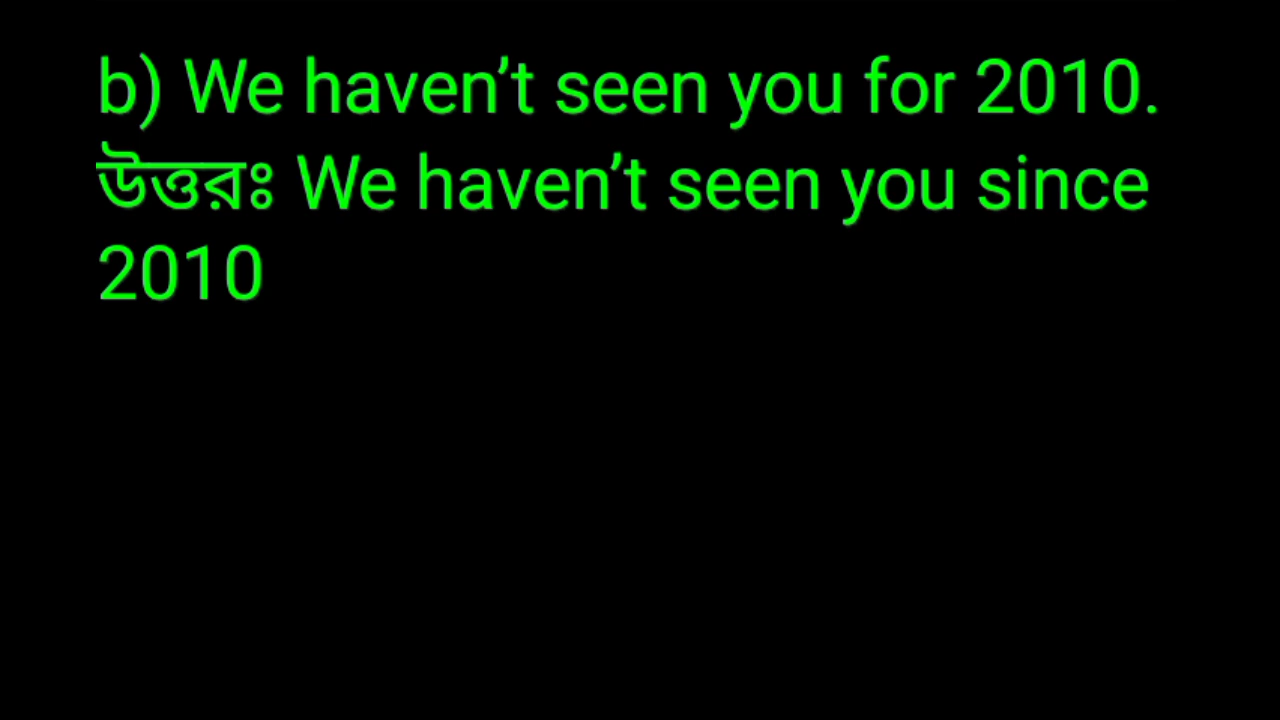 b) We haven’t seen you for 2010.
উত্তরঃ We haven’t seen you since
2010